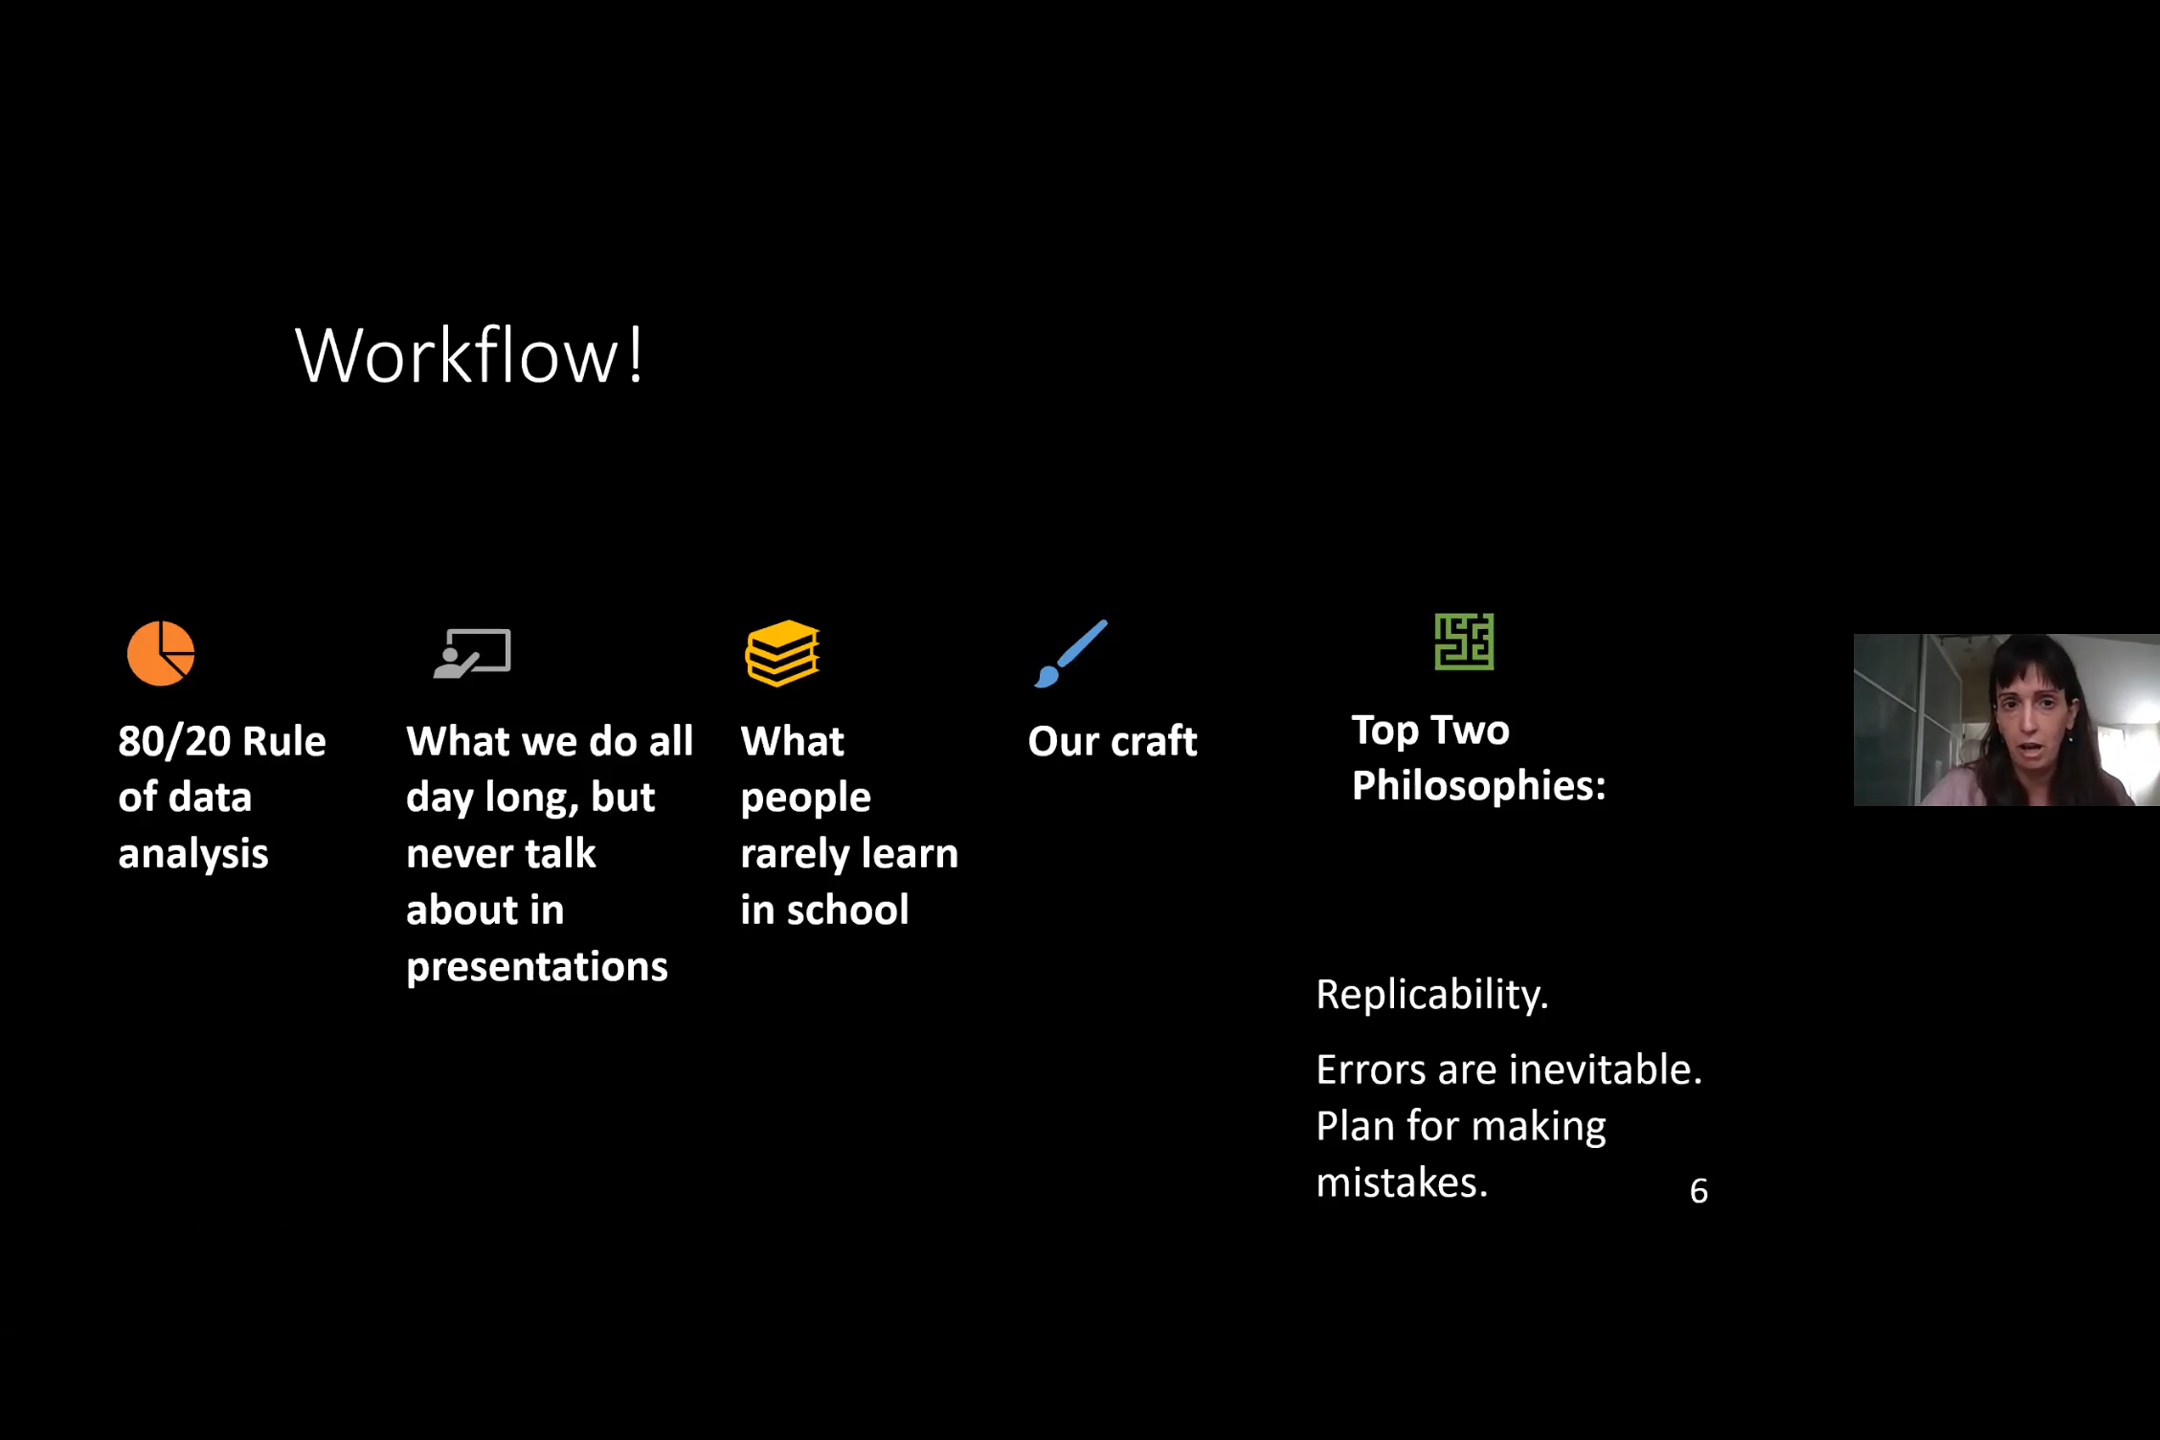 Workflow!
80/20 Rule
of data
analysis
What we do all
day long, but
never talk
about in
presentations
What
people
rarely learn
in school
Our craft
Top Two
Philosophies:
Replicability.
Errors are inevitable.
Plan for making
mistakes.
6